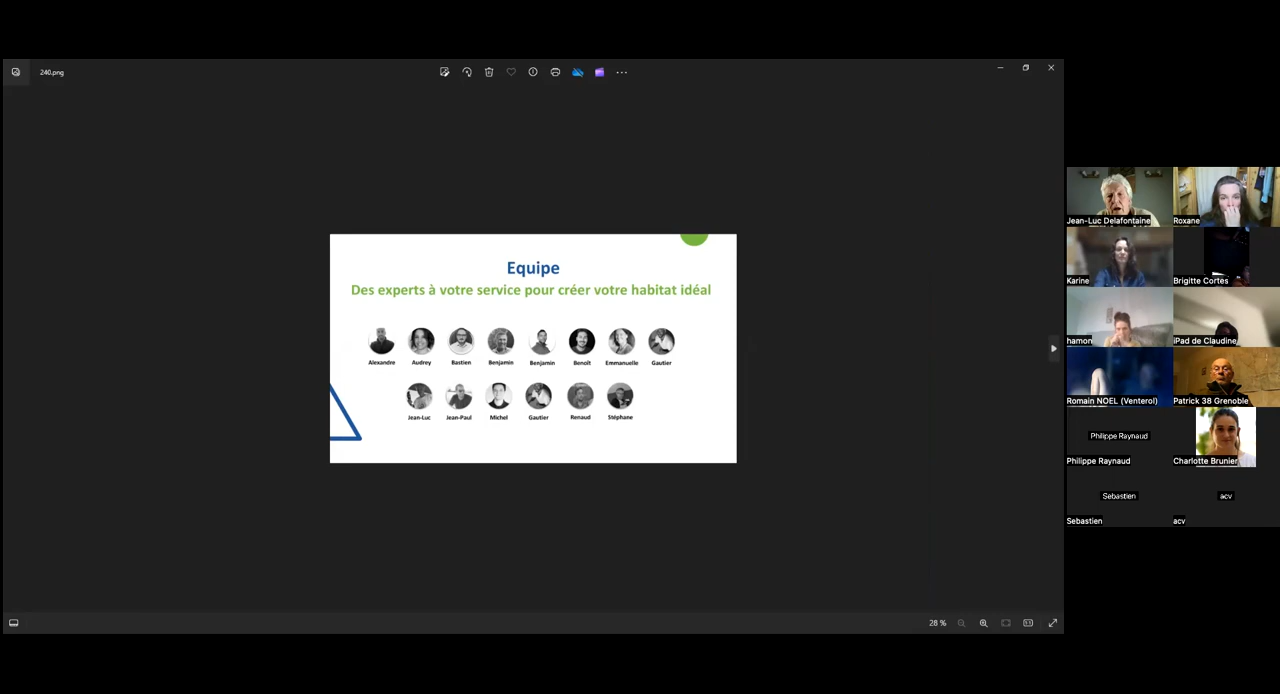 240.png
Equipe
Des experts à votre service pour créer votre habitat idéal
Alexandre Audrey Bastien Benjamin Benjamin Benoît Emmanuelle Gautier
Jean-Luc Jean-Paul Michel Gautier Renaud Stéphane
28 %
Jean-Luc Delafontaine Roxane
Karine Brigitte Cortes
hamon iPad de Claudine
Romain NOEL (Venterol) Patrick 38 Grenoble
Philippe Raynaud
Philippe Raynaud Charlotte Brunier
Sebastien acv
Sebastien acv